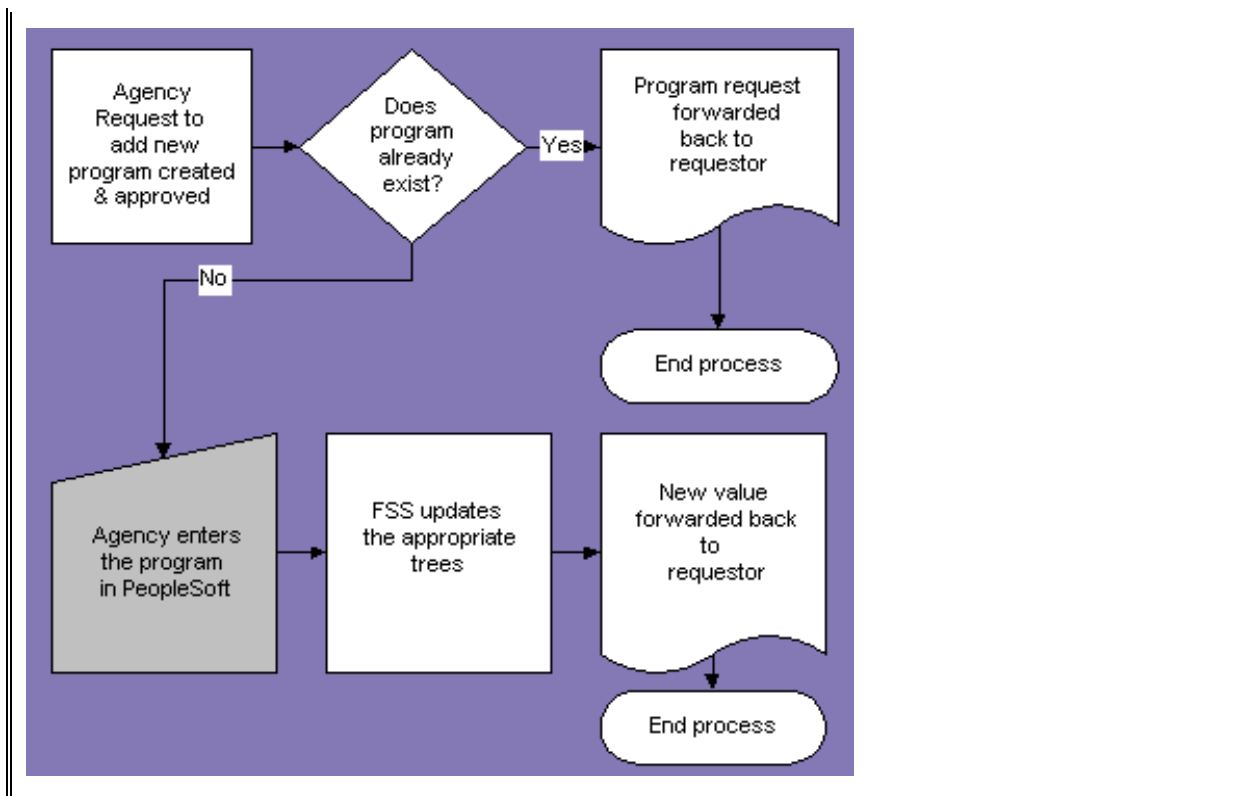 Agency
Request to
add new
program created
& approved
Does
program
already
exist?
Yes
Program request
forwarded
back to
requestor
No
End process
Agency enters
the program
in PeopleSoft
FSS updates
the appropriate
trees
New value
forwarded back
to
requestor
End process